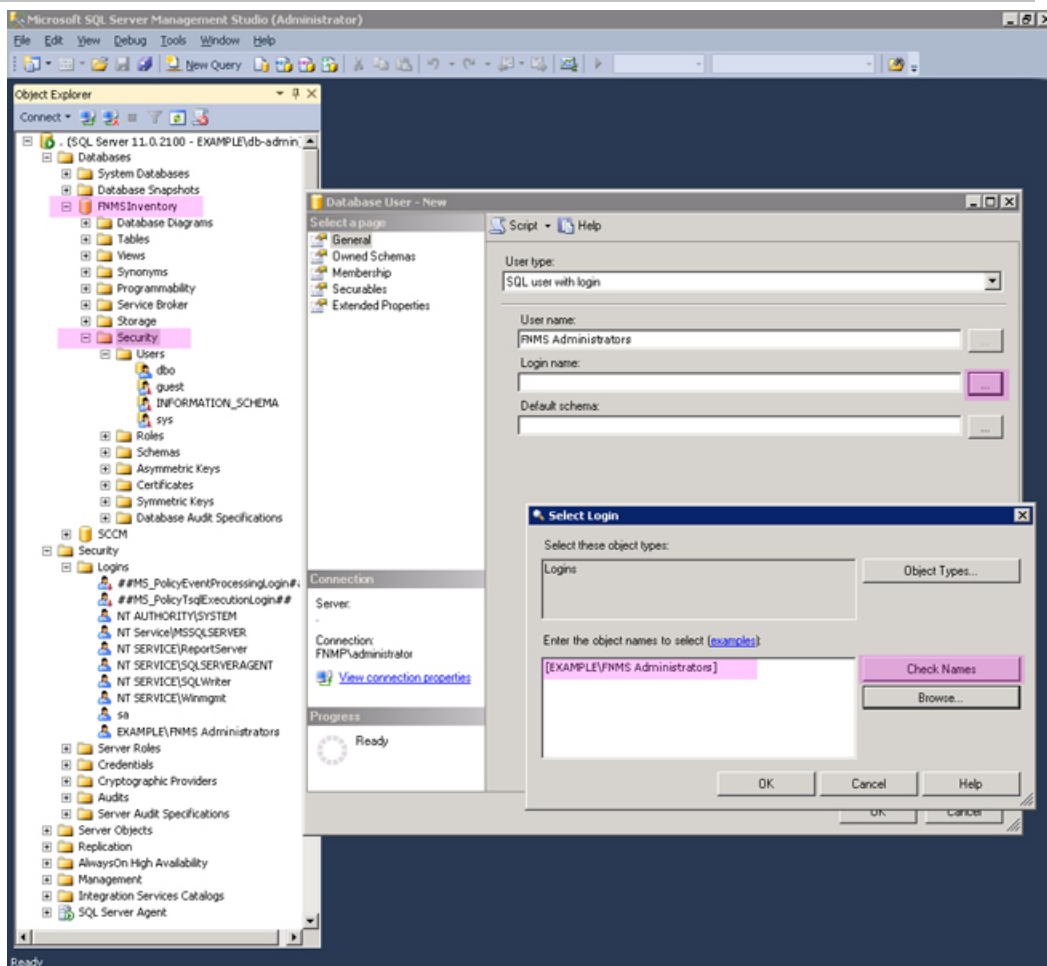 Microsoft SQL Server Management Studio (Administrator)
File Edit View Debug Tools Window Help
New Query
Object Explorer
Connect
. (SQL Server 11.0.2100 - EXAMPLE\db-admin
Databases
System Databases
Database Snapshots
FNMSInventory
Database Diagrams
Tables
Views
Synonyms
Programmability
Service Broker
Storage
Security
Users
dbo
guest
INFORMATION_SCHEMA
sys
Roles
Schemas
Asymmetric Keys
Certificates
Symmetric Keys
Database Audit Specifications
SCCM
Security
Logins
##MS_PolicyEventProcessingLogin#
##MS_PolicyTsqlExecutionLogin##
NT AUTHORITY\SYSTEM
NT Service\MSSQLSERVER
NT SERVICE\ReportServer
NT SERVICE\SQLSERVERAGENT
NT SERVICE\SQLWriter
NT SERVICE\Winmgmt
sa
EXAMPLE\FNMS Administrators
Server Roles
Credentials
Cryptographic Providers
Audits
Server Audit Specifications
Server Objects
Replication
AlwaysOn High Availability
Management
Integration Services Catalogs
SQL Server Agent
Ready
Database User - New
Select a page
General
Owned Schemas
Membership
Securables
Extended Properties
Script Help
User type:
SQL user with login
User name:
FNMS Administrators
...
Login name:
...
Default schema:
...
Connection
Server:
.
Connection:
FNMP\administrator
View connection properties
Progress
Ready
OK Cancel
Select Login
Select these object types:
Logins
Object Types...
Enter the object names to select (examples):
[EXAMPLE\FNMS Administrators]
Check Names
Browse...
OK Cancel Help